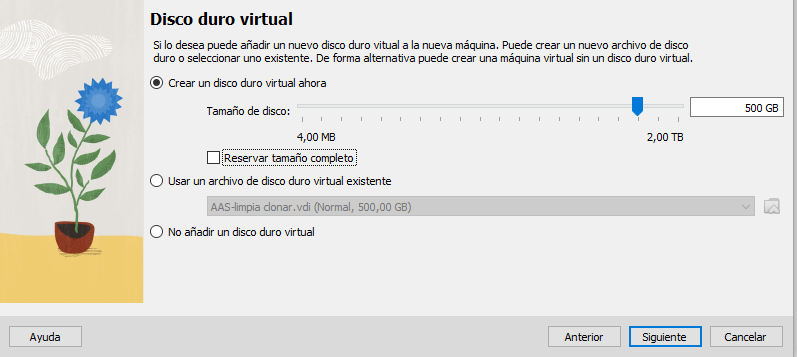 Disco duro virtual
Si lo desea puede añadir un nuevo disco duro vitual a la nueva máquina. Puede crear un nuevo archivo de disco
duro o seleccionar uno existente. De forma alternativa puede crear una máquina virtual sin un disco duro virtual.
Crear un disco duro virtual ahora
Tamaño de disco:
500 GB
4,00 MB
2,00 TB
Reservar tamaño completo
Usar un archivo de disco duro virtual existente
AAS-limpia clonar.vdi (Normal, 500,00 GB)
No añadir un disco duro virtual
Ayuda
Anterior
Siguiente
Cancelar